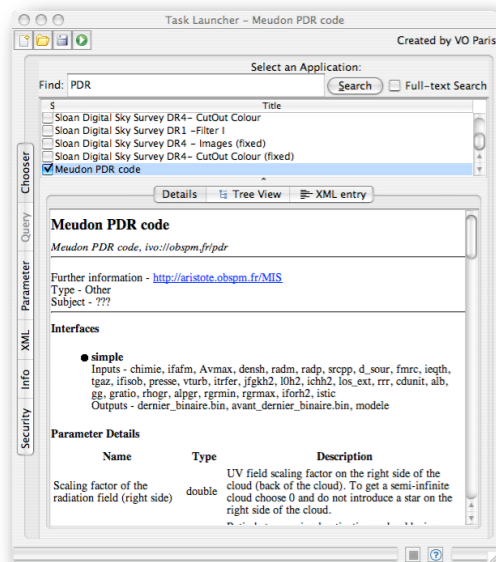 Task Launcher – Meudon PDR code
Created by VO Paris
Select an Application:
Find: PDR Search Full-text Search
S Title
Sloan Digital Sky Survey DR4– CutOut Colour
Sloan Digital Sky Survey DR1 –Filter I
Sloan Digital Sky Survey DR4 – Images (fixed)
Sloan Digital Sky Survey DR4– CutOut Colour (fixed)
Meudon PDR code
Chooser
Query
Parameter
XML
Info
Security
Details Tree View XML entry
Meudon PDR code
Meudon PDR code, ivo://obspm.fr/pdr
Further information - http://aristote.obspm.fr/MIS
Type - Other
Subject - ???
Interfaces
simple
Inputs - chimie, ifafm, Avmax, densh, radm, radp, srcpp, d_sour, fmrc, ieqth,
tgaz, ifisob, presse, vturb, itrfer, jfgkh2, l0h2, ichh2, los_ext, rrr, cdunit, alb,
gg, gratio, rhogr, alpgr, rgrmin, rgrmax, iforh2, istic
Outputs - dernier_binaire.bin, avant_dernier_binaire.bin, modele
Parameter Details
Name Type Description
Scaling factor of the radiation field (right side) double UV field scaling factor on the right side of the
cloud (back of the cloud). To get a semi-infinite
cloud choose 0 and do not introduce a star on the
right side of the cloud.